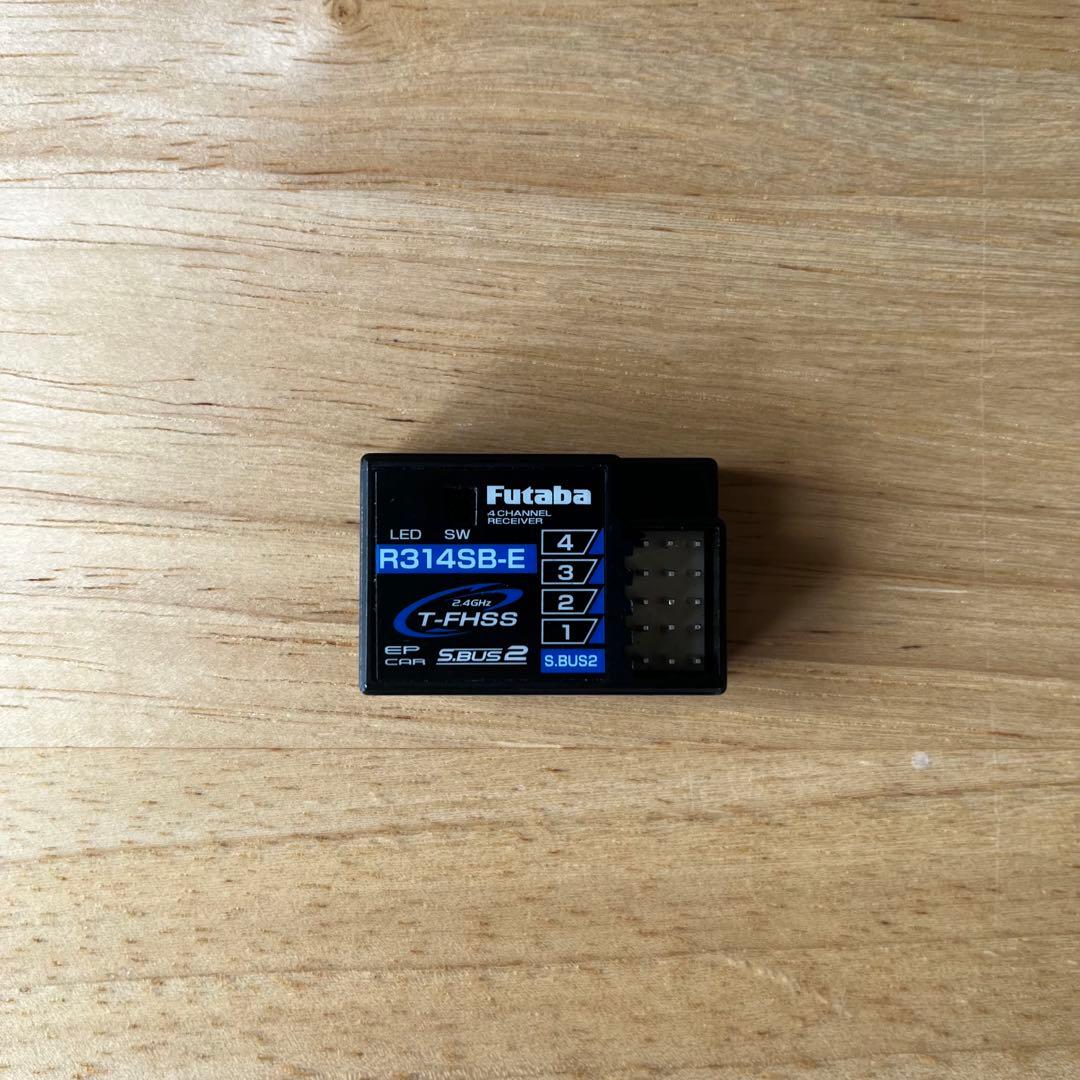 Futaba
4 CHANNEL
RECEIVER
LED SW
R314SB-E
4
3
2
1
2.4GHz
T-FHSS
EP
CAR
S.BUS2
S.BUS2